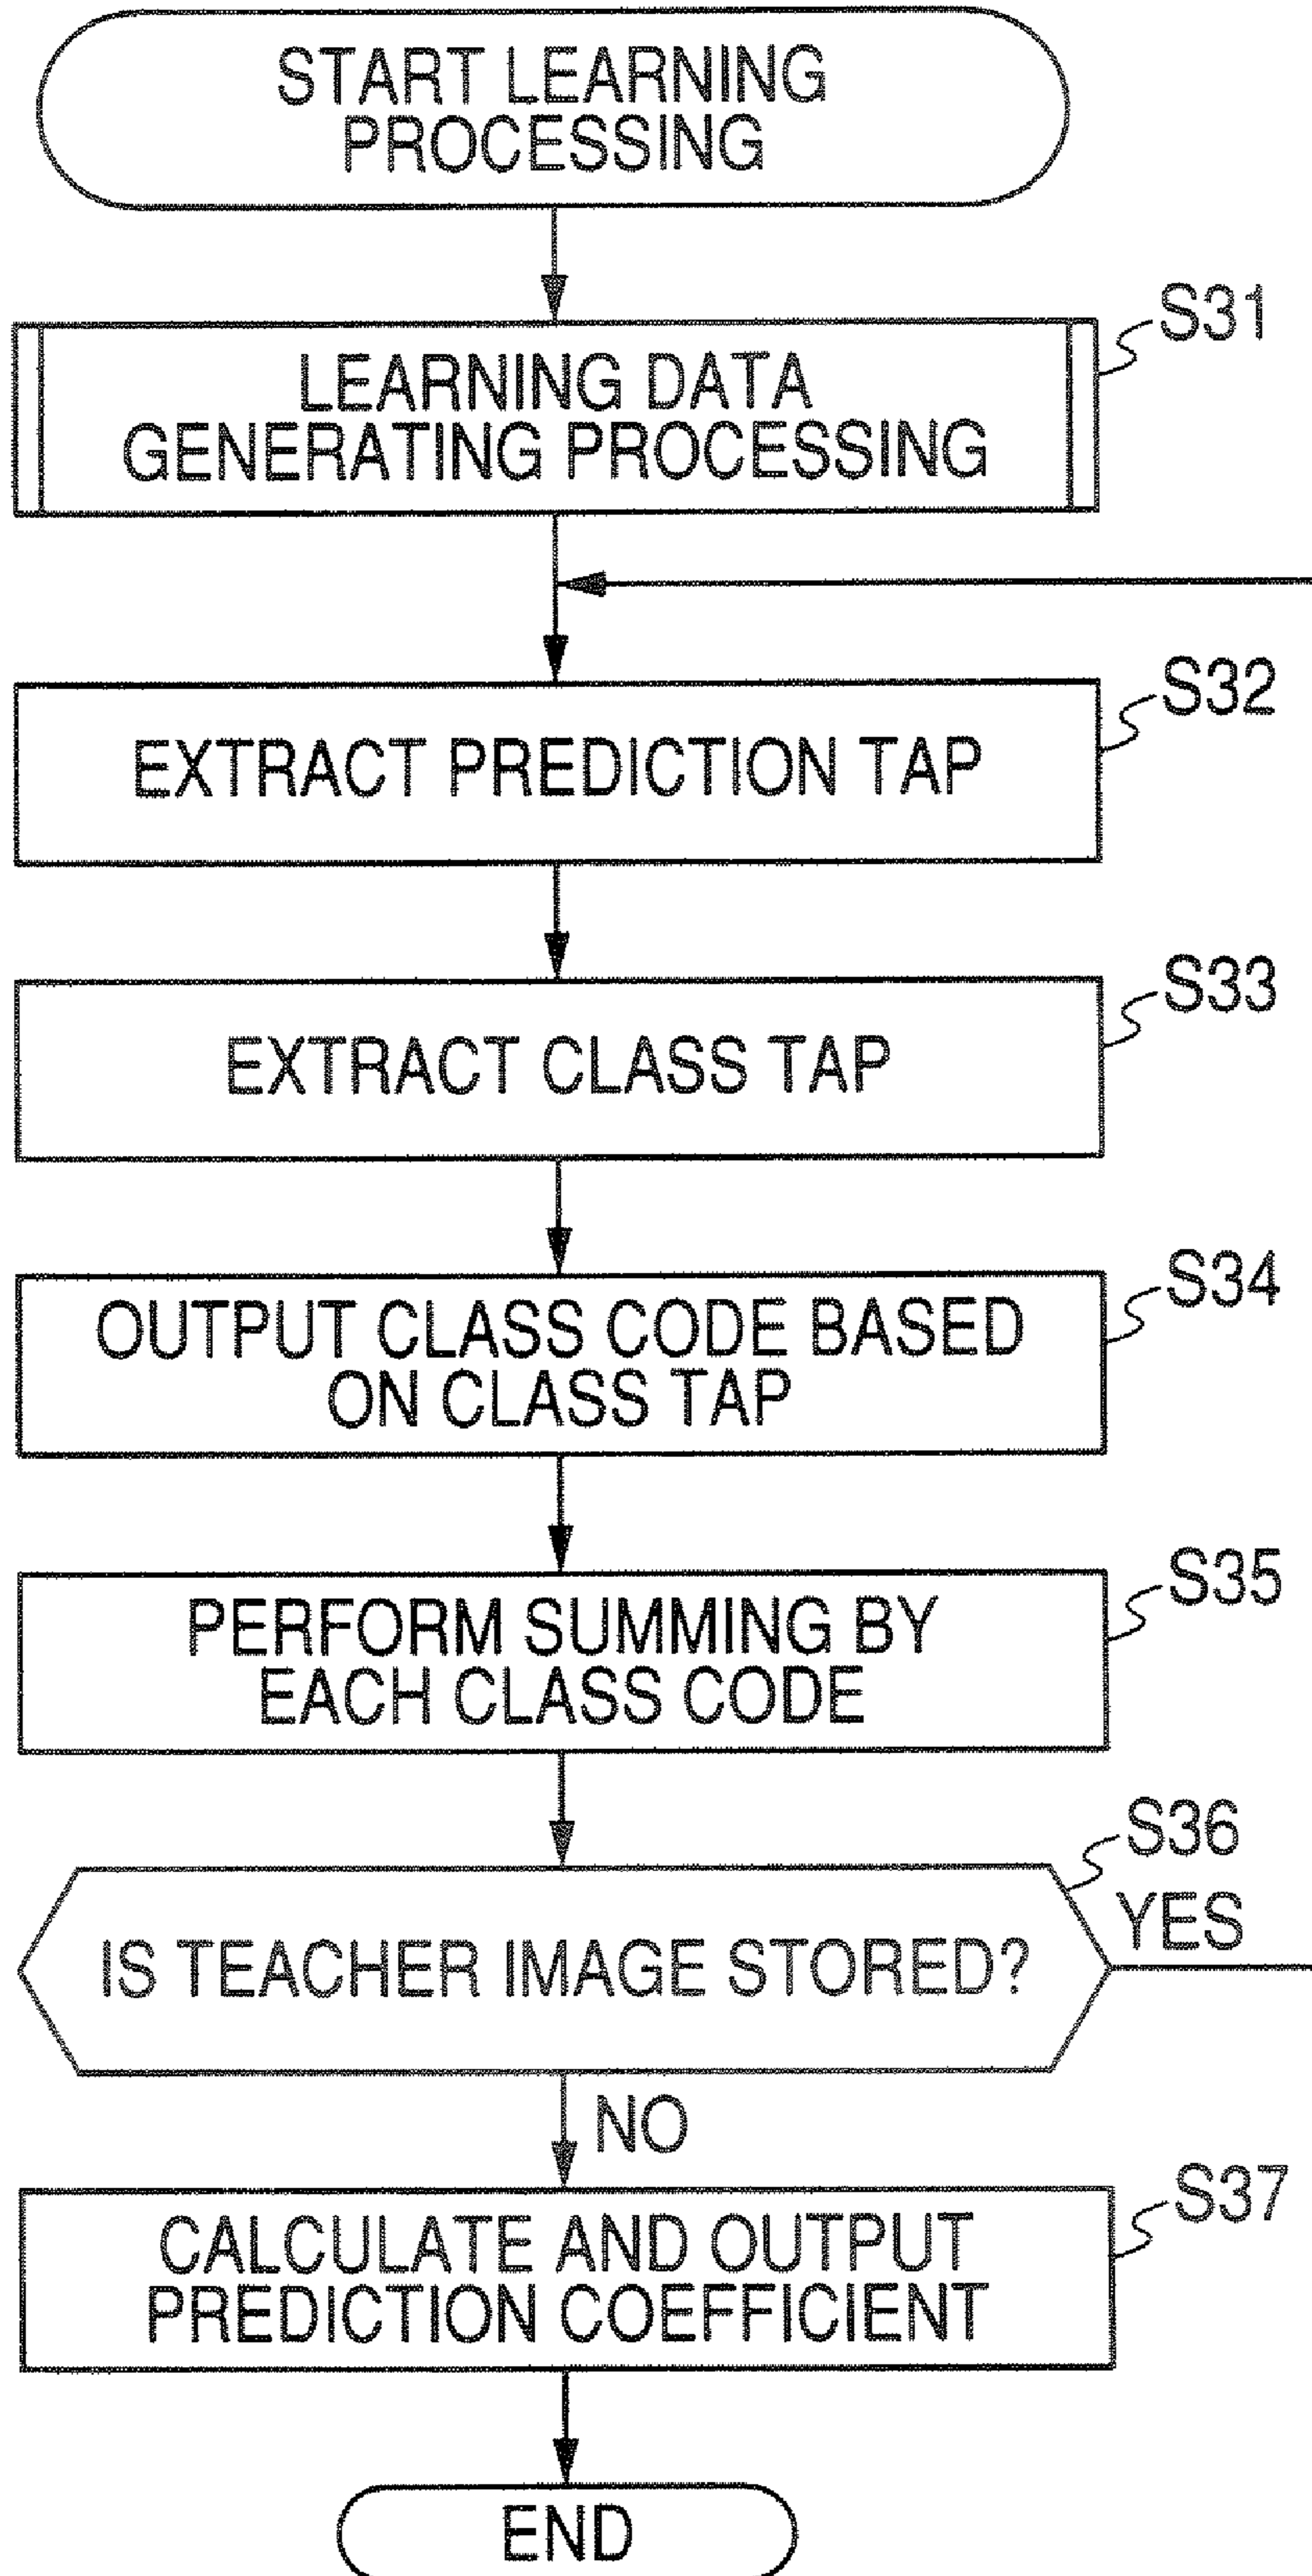 START LEARNING
PROCESSING
S31
LEARNING DATA
GENERATING PROCESSING
S32
EXTRACT PREDICTION TAP
S33
EXTRACT CLASS TAP
S34
OUTPUT CLASS CODE BASED
ON CLASS TAP
S35
PERFORM SUMMING BY
EACH CLASS CODE
S36
YES
IS TEACHER IMAGE STORED?
NO
S37
CALCULATE AND OUTPUT
PREDICTION COEFFICIENT
END